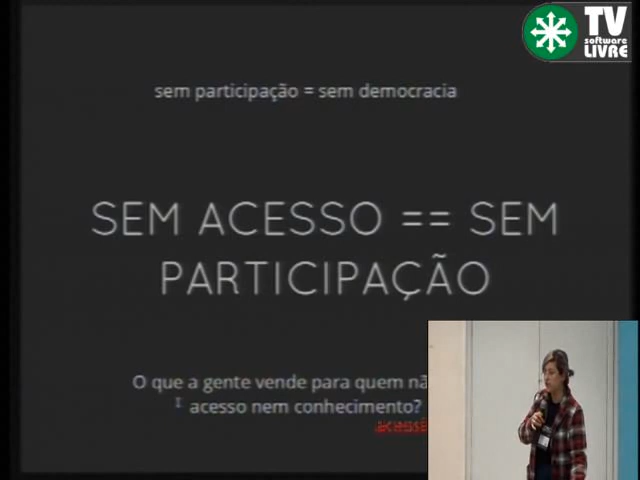 TV
software
LIVRE
sem participação = sem democracia
SEM ACESSO == SEM
PARTICIPAÇÃO
O que a gente vende para quem
acesso nem conhecimento?